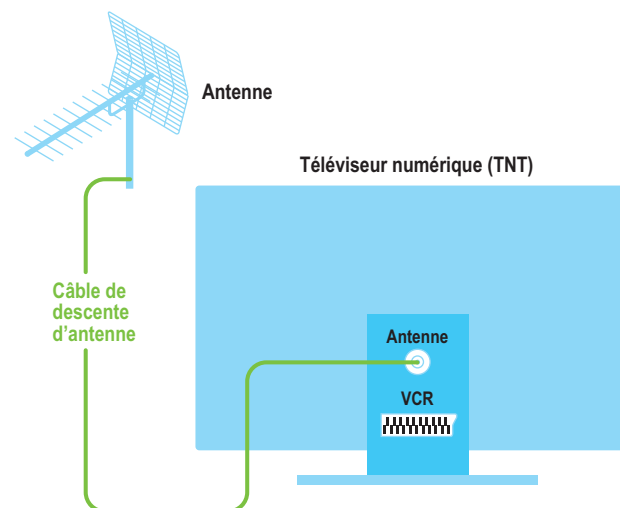 Antenne
Téléviseur numérique (TNT)
Câble de
descente
d’antenne
Antenne
VCR